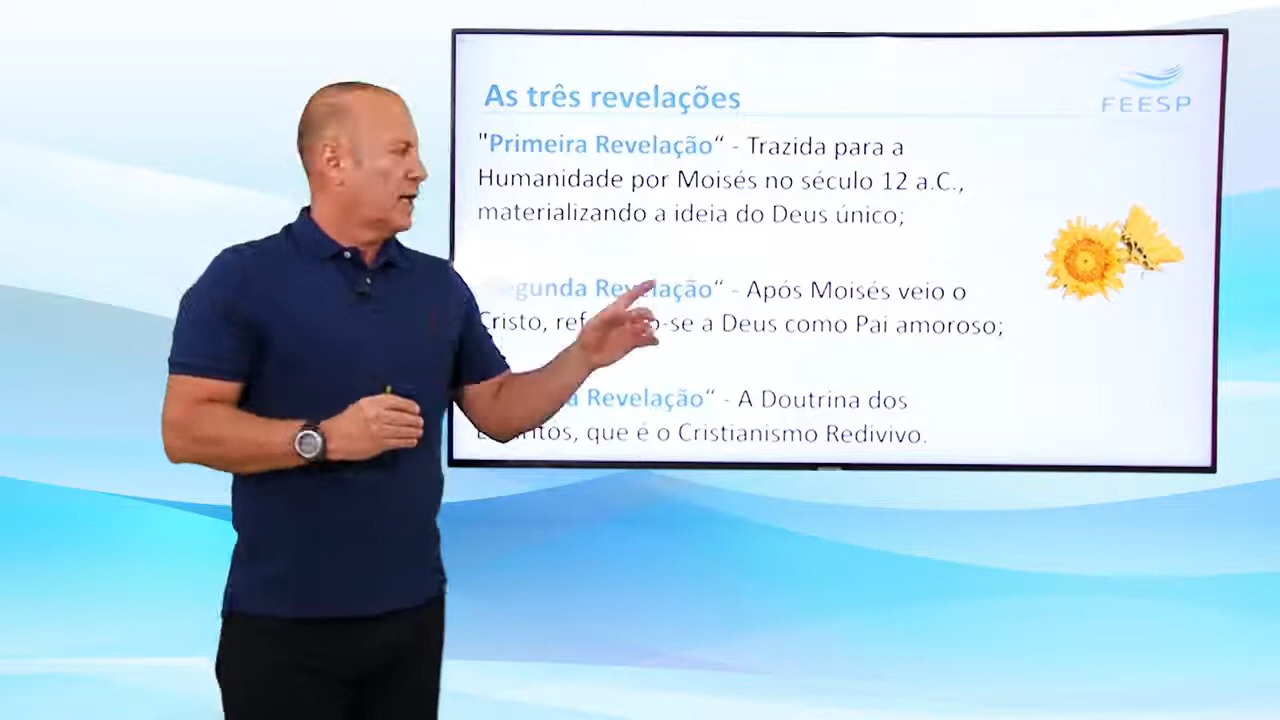 As três revelações
FEESP
"Primeira Revelação“ - Trazida para a
Humanidade por Moisés no século 12 a.C.,
materializando a ideia do Deus único;
Revelação“ - Após Moisés veio o
Cristo, a Deus como Pai amoroso;
Revelação“ - A Doutrina dos
que é o Cristianismo Redivivo.